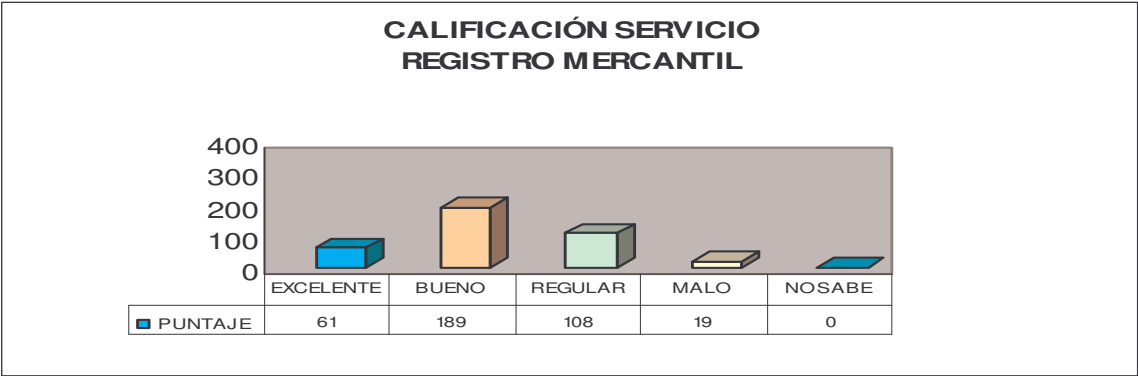 CALIFICACIÓN SERVICIO
REGISTRO MERCANTIL
400
300
200
100
0
EXCELENTE BUENO REGULAR MALO NOSABE
PUNTAJE 61 189 108 19 0